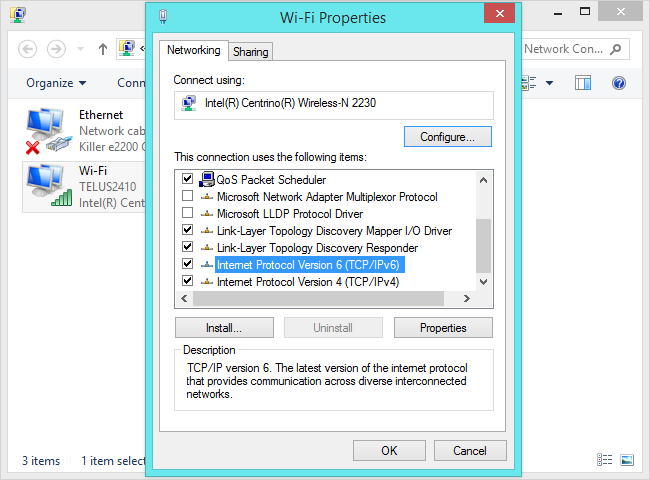 Wi-Fi Properties
Network Con...
Organize
Conn
Ethernet
Network cab
Killer e2200 G
Wi-Fi
TELUS2410
Intel(R) Cent
3 items
1 item select
Networking
Sharing
Connect using:
Intel(R) Centrino(R) Wireless-N 2230
Configure...
This connection uses the following items:
QoS Packet Scheduler
Microsoft Network Adapter Multiplexor Protocol
Microsoft LLDP Protocol Driver
Link-Layer Topology Discovery Mapper I/O Driver
Link-Layer Topology Discovery Responder
Internet Protocol Version 6 (TCP/IPv6)
Internet Protocol Version 4 (TCP/IPv4)
Install...
Uninstall
Properties
Description
TCP/IP version 6. The latest version of the internet protocol
that provides communication across diverse interconnected
networks.
OK
Cancel